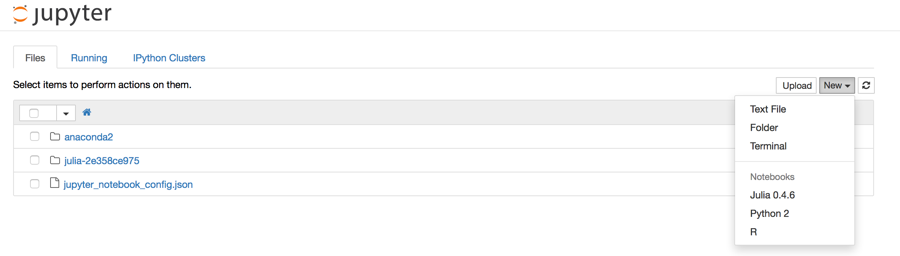 jupyter
Files Running IPython Clusters
Select items to perform actions on them.
Upload New
Text File
anaconda2
Folder
Terminal
julia-2e358ce975
Notebooks
jupyter_notebook_config.json
Julia 0.4.6
Python 2
R